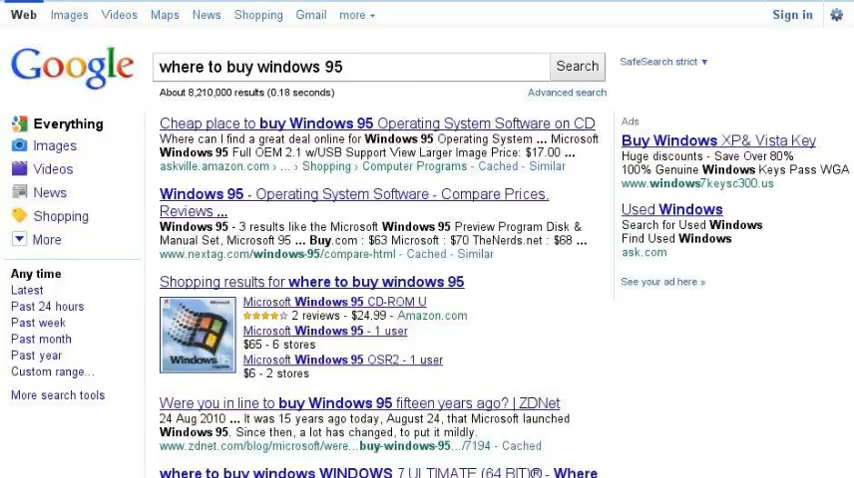 Web Images Videos Maps News Shopping Gmail more Sign in
Google
where to buy windows 95 Search
SafeSearch strict ▼
About 8,210,000 results (0.18 seconds) Advanced search
Everything
Images
Videos
News
Shopping
More
Any time
Latest
Past 24 hours
Past week
Past month
Past year
Custom range...
More search tools
Cheap place to buy Windows 95 Operating System Software on CD
Where can I find a great deal online for Windows 95 Operating System ... Microsoft
Windows 95 Full OEM 2.1 w/USB Support View Larger Image Price: $17.00 ...
askville.amazon.com › ... › Shopping › Computer Programs - Cached - Similar
Windows 95 - Operating System Software - Compare Prices,
Reviews ...
Windows 95 - 3 results like the Microsoft Windows 95 Preview Program Disk &
Manual Set, Microsoft 95 ... Buy.com : $63 Microsoft : $70 TheNerds.net : $68 ...
www.nextag.com/windows-95/compare-html - Cached - Similar
Shopping results for where to buy windows 95
Microsoft Windows 95 CD-ROM U
2 reviews - $24.99 - Amazon.com
Microsoft Windows 95 - 1 user
$65 - 6 stores
Microsoft Windows 95 OSR2 - 1 user
$6 - 2 stores
Windows 95
Were you in line to buy Windows 95 fifteen years ago? | ZDNet
24 Aug 2010 ... It was 15 years ago today, August 24, that Microsoft launched
Windows 95. Since then, a lot has changed, to put it mildly.
www.zdnet.com/blog/microsoft/were...buy-windows-95.../7194 - Cached
where to buy windows WINDOWS 7 ULTIMATE (64 BIT)® - Where
Ads
Buy Windows XP& Vista Key
Huge discounts - Save Over 80%
100% Genuine Windows Keys Pass WGA
www.windows7keysc300.us
Used Windows
Search for Used Windows
Find Used Windows
ask.com
See your ad here »